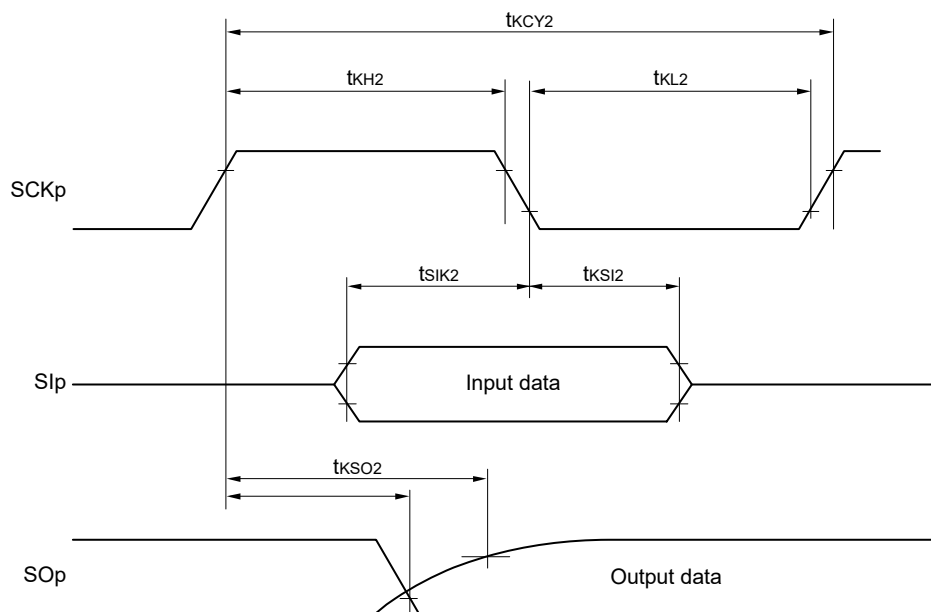 tKCY2
tKH2
tKL2
SCKp
tSIK2
tKSI2
SIp
Input data
tKSO2
SOp
Output data